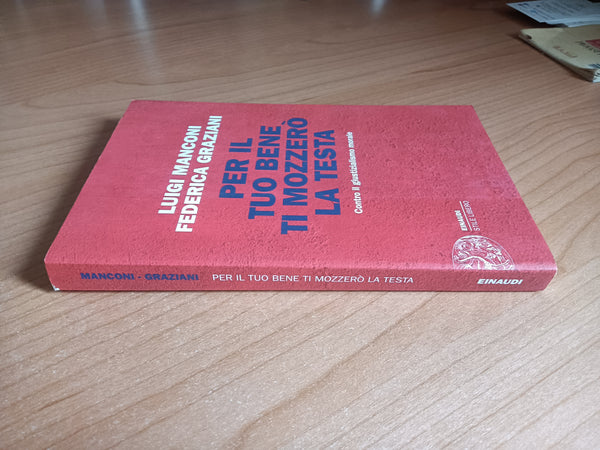 LUIGI MANCONI
FEDERICA GRAZIANI
PER IL
TUO BENE
TI MOZZERÒ
LA TESTA
Contro il giustizialismo morale
EINAUDI
STILE LIBERO
MANCONI · GRAZIANI PER IL TUO BENE TI MOZZERÒ LA TESTA EINAUDI